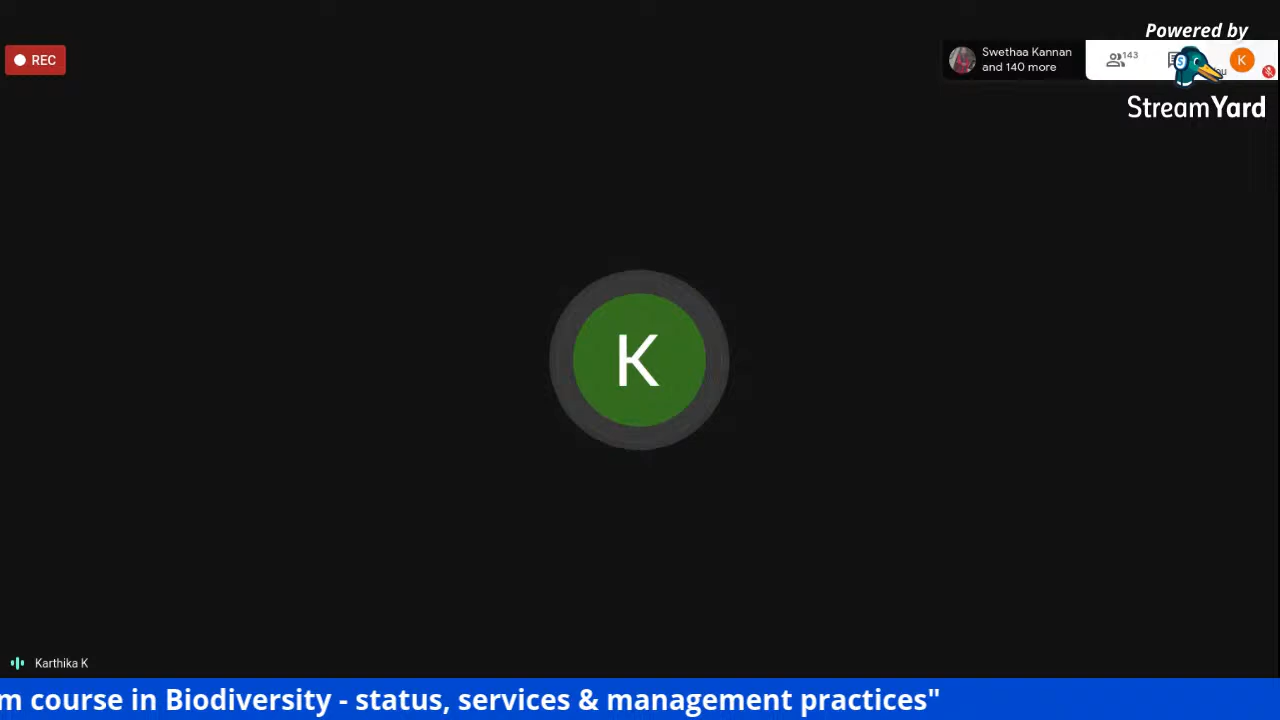 Powered by
REC
Swethaa Kannan
and 140 more
143
K
StreamYard
K
Karthika K
m course in Biodiversity - status, services & management practices"